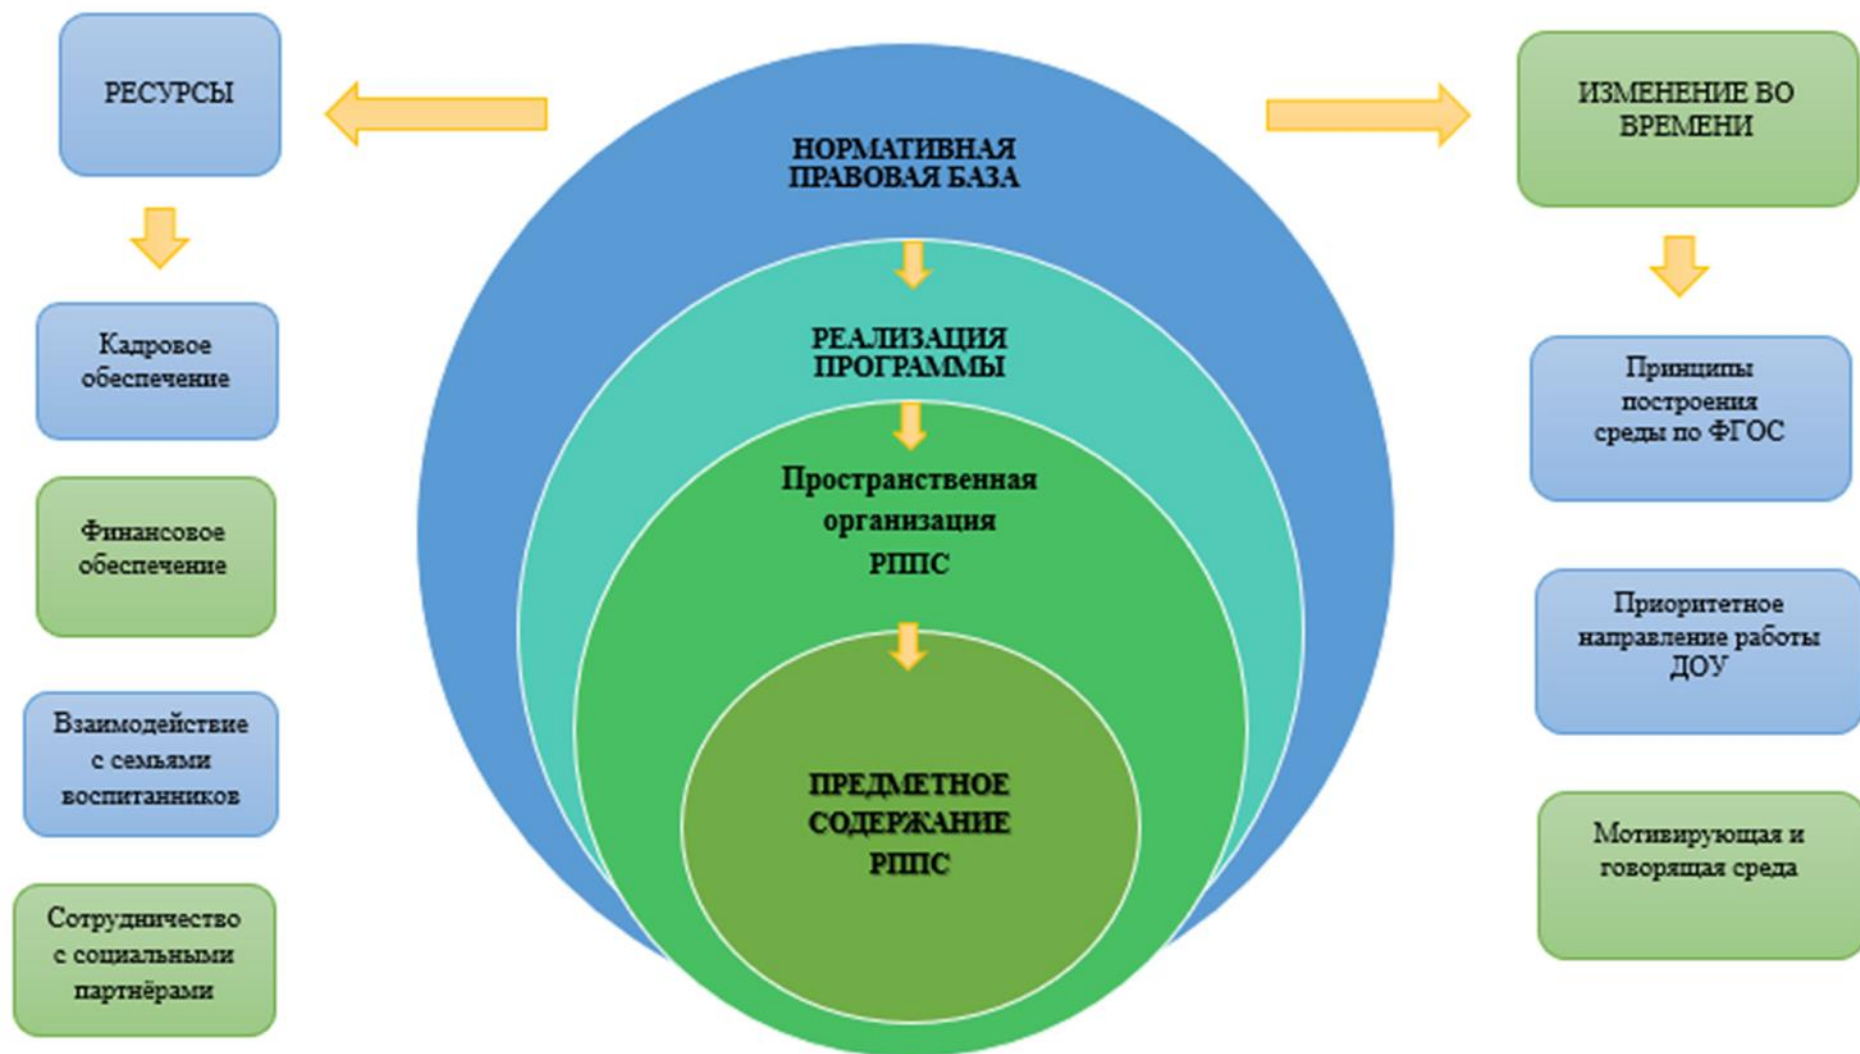 РЕСУРСЫ
Кадровое
обеспечение
Финансовое
обеспечение
Взаимодействие
с семьями
воспитанников
Сотрудничество
с социальными
партнёрами
НОРМАТИВНАЯ
ПРАВОВАЯ БАЗА
РЕАЛИЗАЦИЯ
ПРОГРАММЫ
Пространственная
организация
РППС
ПРЕДМЕТНОЕ
СОДЕРЖАНИЕ
РППС
ИЗМЕНЕНИЕ ВО
ВРЕМЕНИ
Принципы
построения
среды по ФГОС
Приоритетное
направление работы
ДОУ
Мотивирующая и
говорящая среда